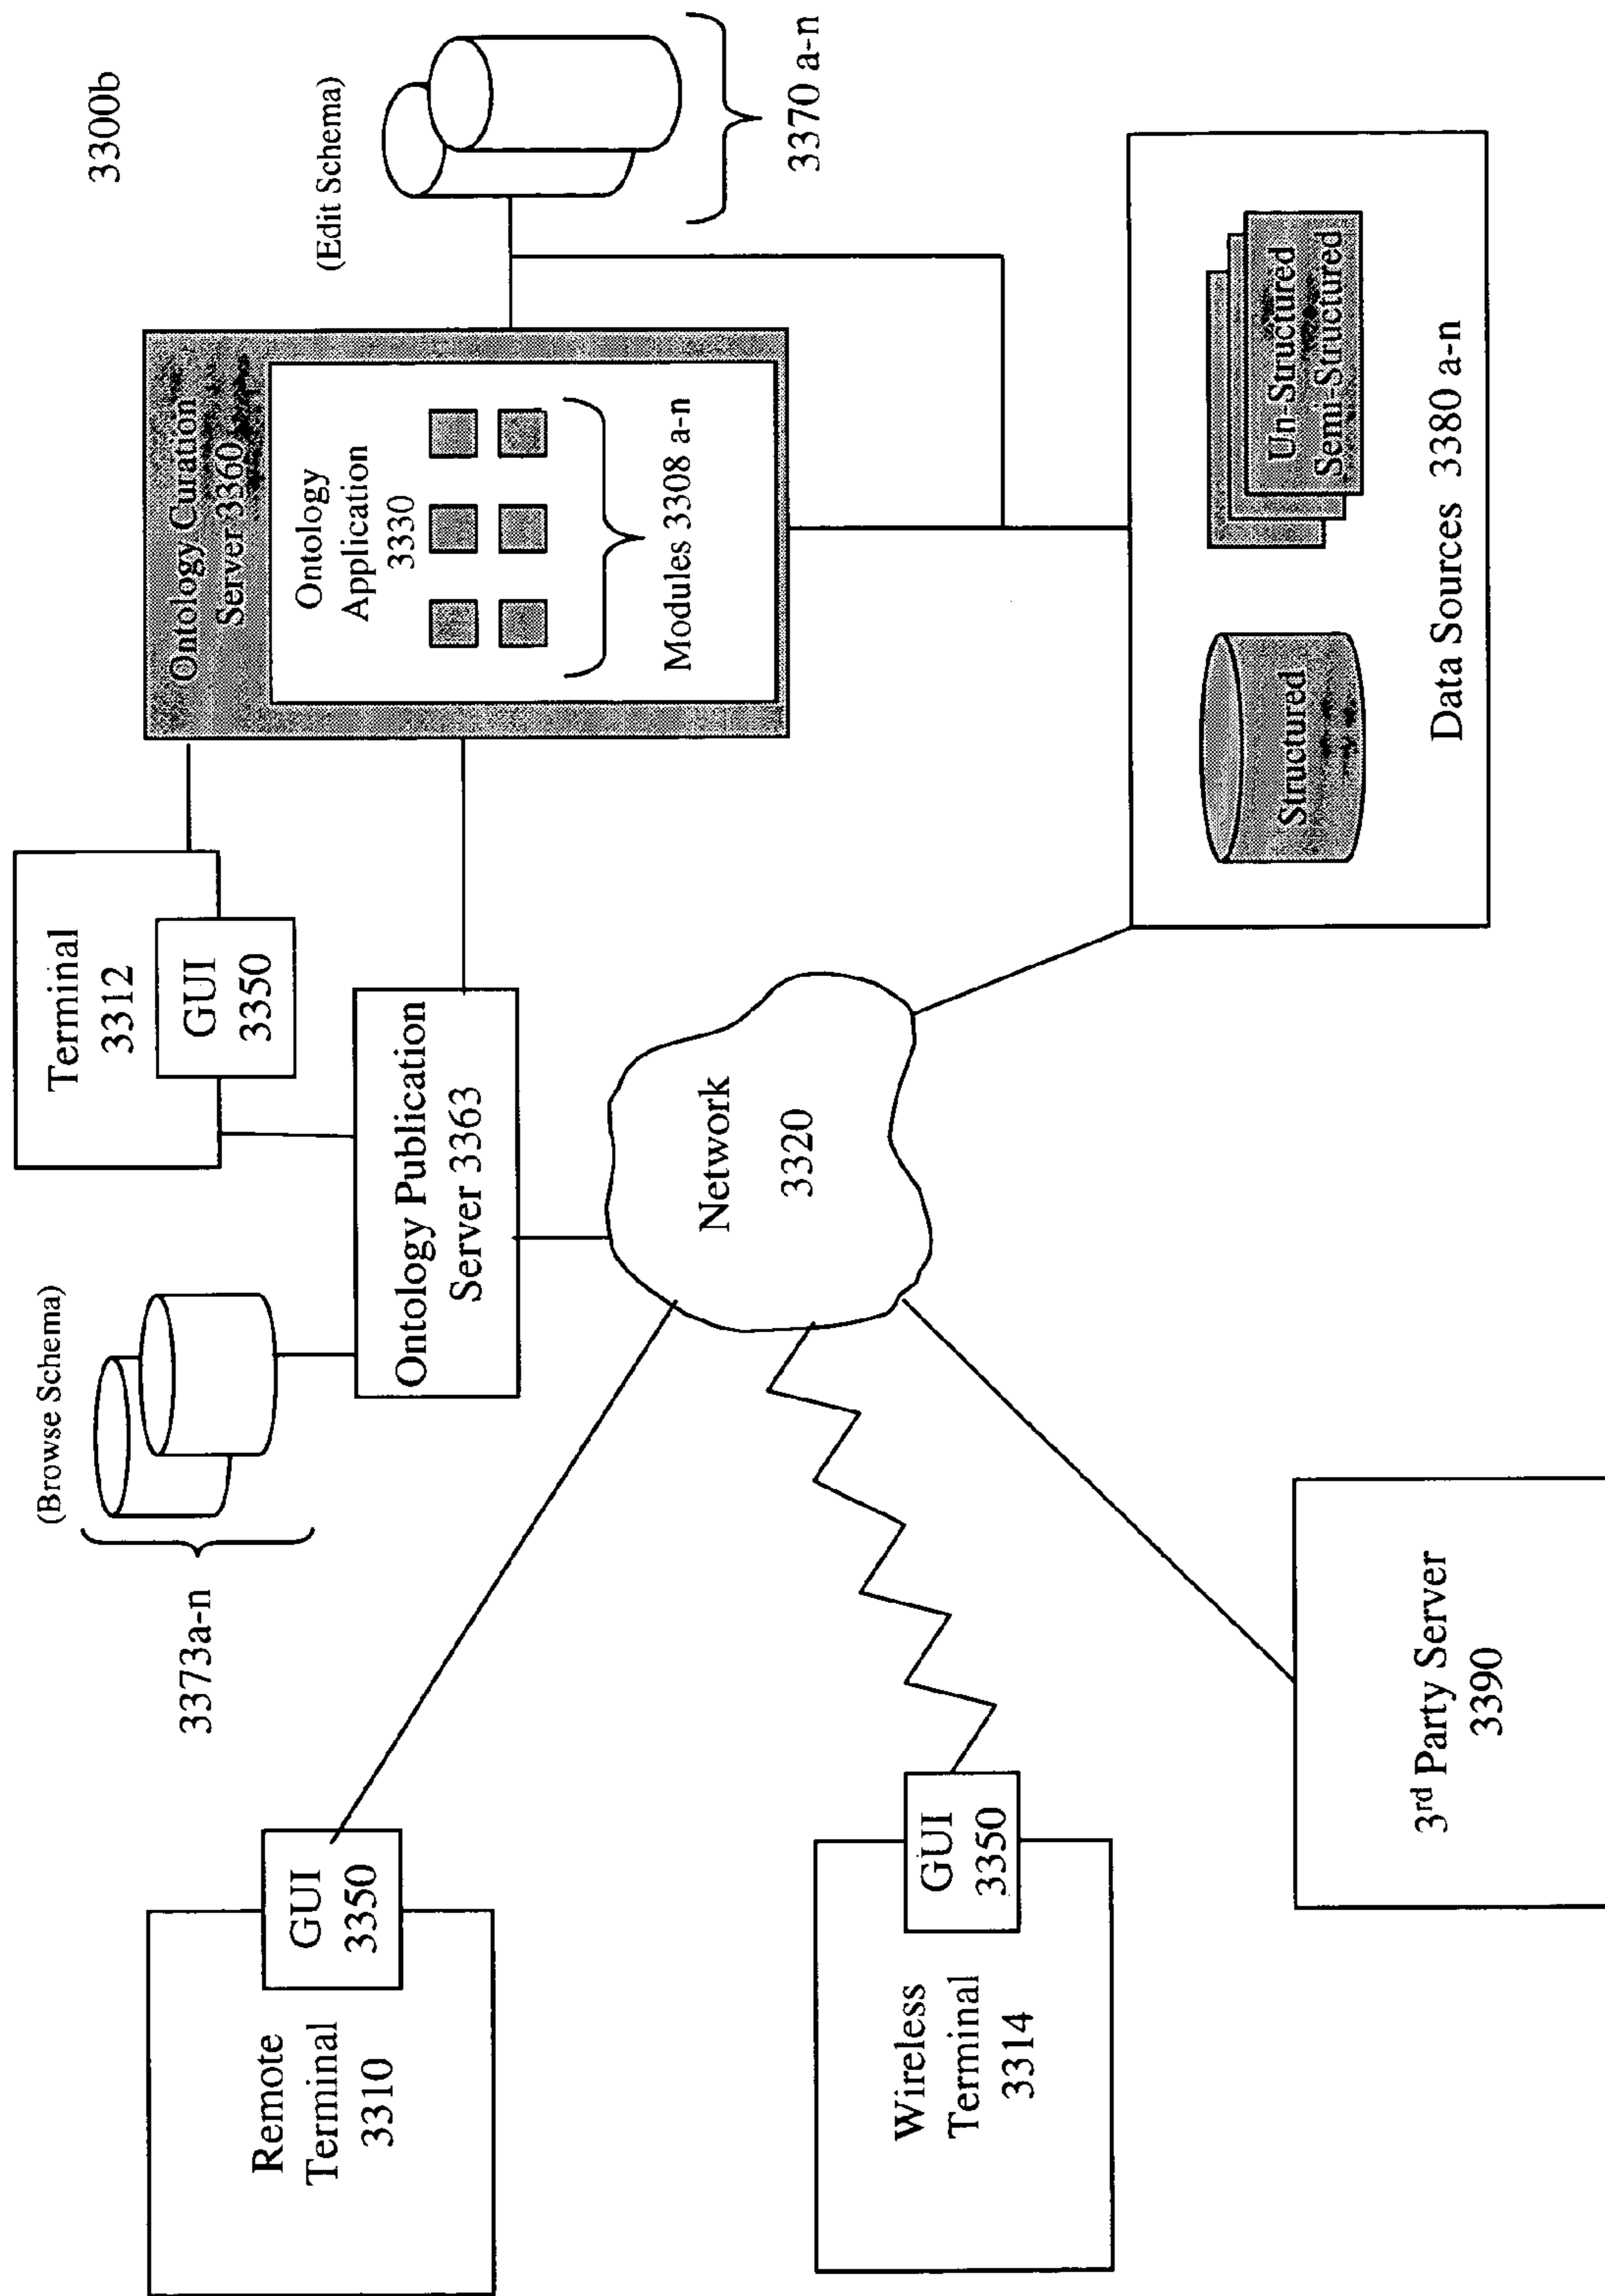 3300b
(Browse Schema)
3373a-n
Terminal
3312
GUI
3350
Ontology Curation
Server 3360
Ontology
Application
3330
Modules 3308 a-n
(Edit Schema)
3370 a-n
Remote
Terminal
3310
GUI
3350
Ontology Publication
Server 3363
Network
3320
Wireless
Terminal
3314
GUI
3350
3rd Party Server
3390
Structured
Un-Structured
Semi-Structured
Data Sources 3380 a-n